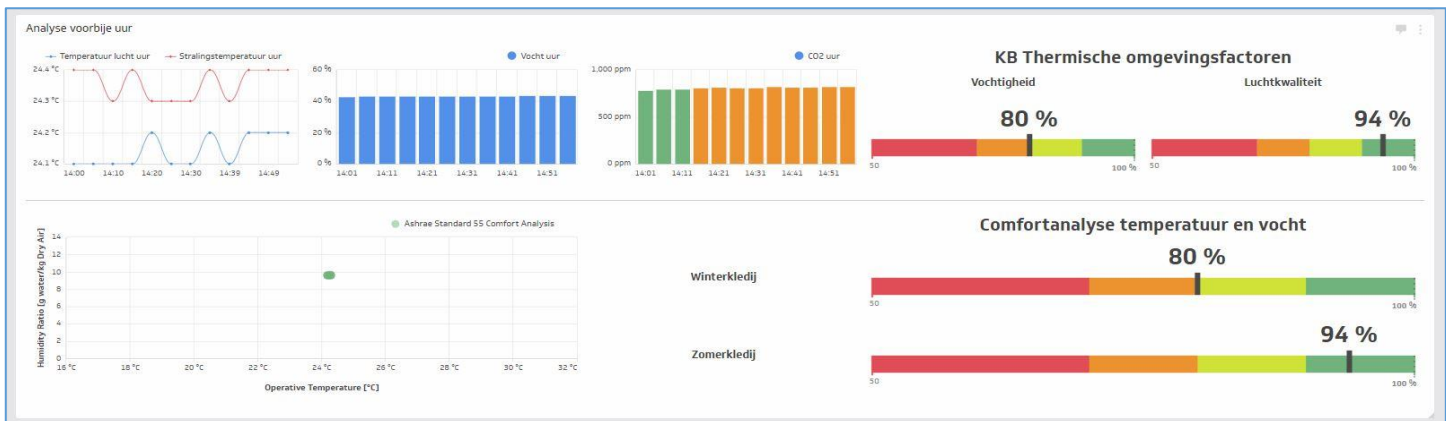 Analyse voorbije uur
Temperatuur lucht uur Stralingstemperatuur uur
24.4 °C
24.3 °C
24.2 °C
24.1 °C
14:00 14:10 14:20 14:30 14:39 14:49
Vocht uur
60 %
40 %
20 %
0 %
14:01 14:11 14:21 14:31 14:41 14:51
CO2 uur
1,000 ppm
500 ppm
0 ppm
14:01 14:11 14:21 14:31 14:41 14:51
KB Thermische omgevingsfactoren
Vochtigheid
80 %
50
100 %
Luchtkwaliteit
94 %
50
100 %
Ashrae Standard 55 Comfort Analysis
Humidity Ratio [g water/kg Dry Air]
14
12
10
8
6
4
2
0
16 °C 18 °C 20 °C 22 °C 24 °C 26 °C 28 °C 30 °C 32 °C
Operative Temperature [°C]
Comfortanalyse temperatuur en vocht
Winterkledij
80 %
50
100 %
Zomerkledij
94 %
50
100 %